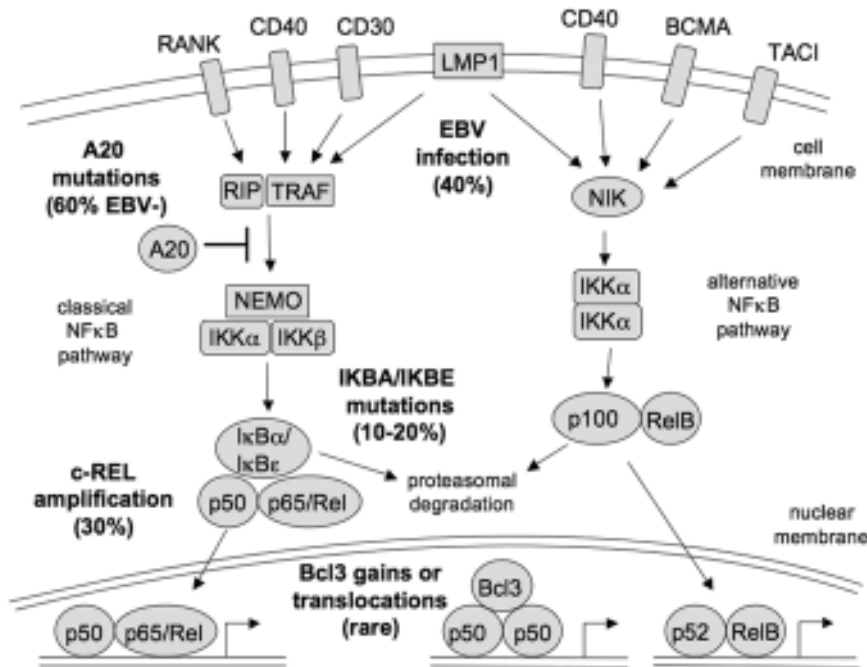 RANK
CD40
CD30
LMP1
CD40
BCMA
TACI
cell
membrane
A20
mutations
(60% EBV-)
EBV
infection
(40%)
RIP
TRAF
NIK
A20
classical
NFκB
pathway
NEMO
IKKα
IKKβ
IKKα
IKKα
alternative
NFκB
pathway
IKBA/IKBE
mutations
(10-20%)
IκBα/
IκBε
p50
p65/Rel
p100
RelB
c-REL
amplification
(30%)
proteasomal
degradation
nuclear
membrane
Bcl3 gains or
translocations
(rare)
p50
p65/Rel
Bcl3
p50
p50
p52
RelB